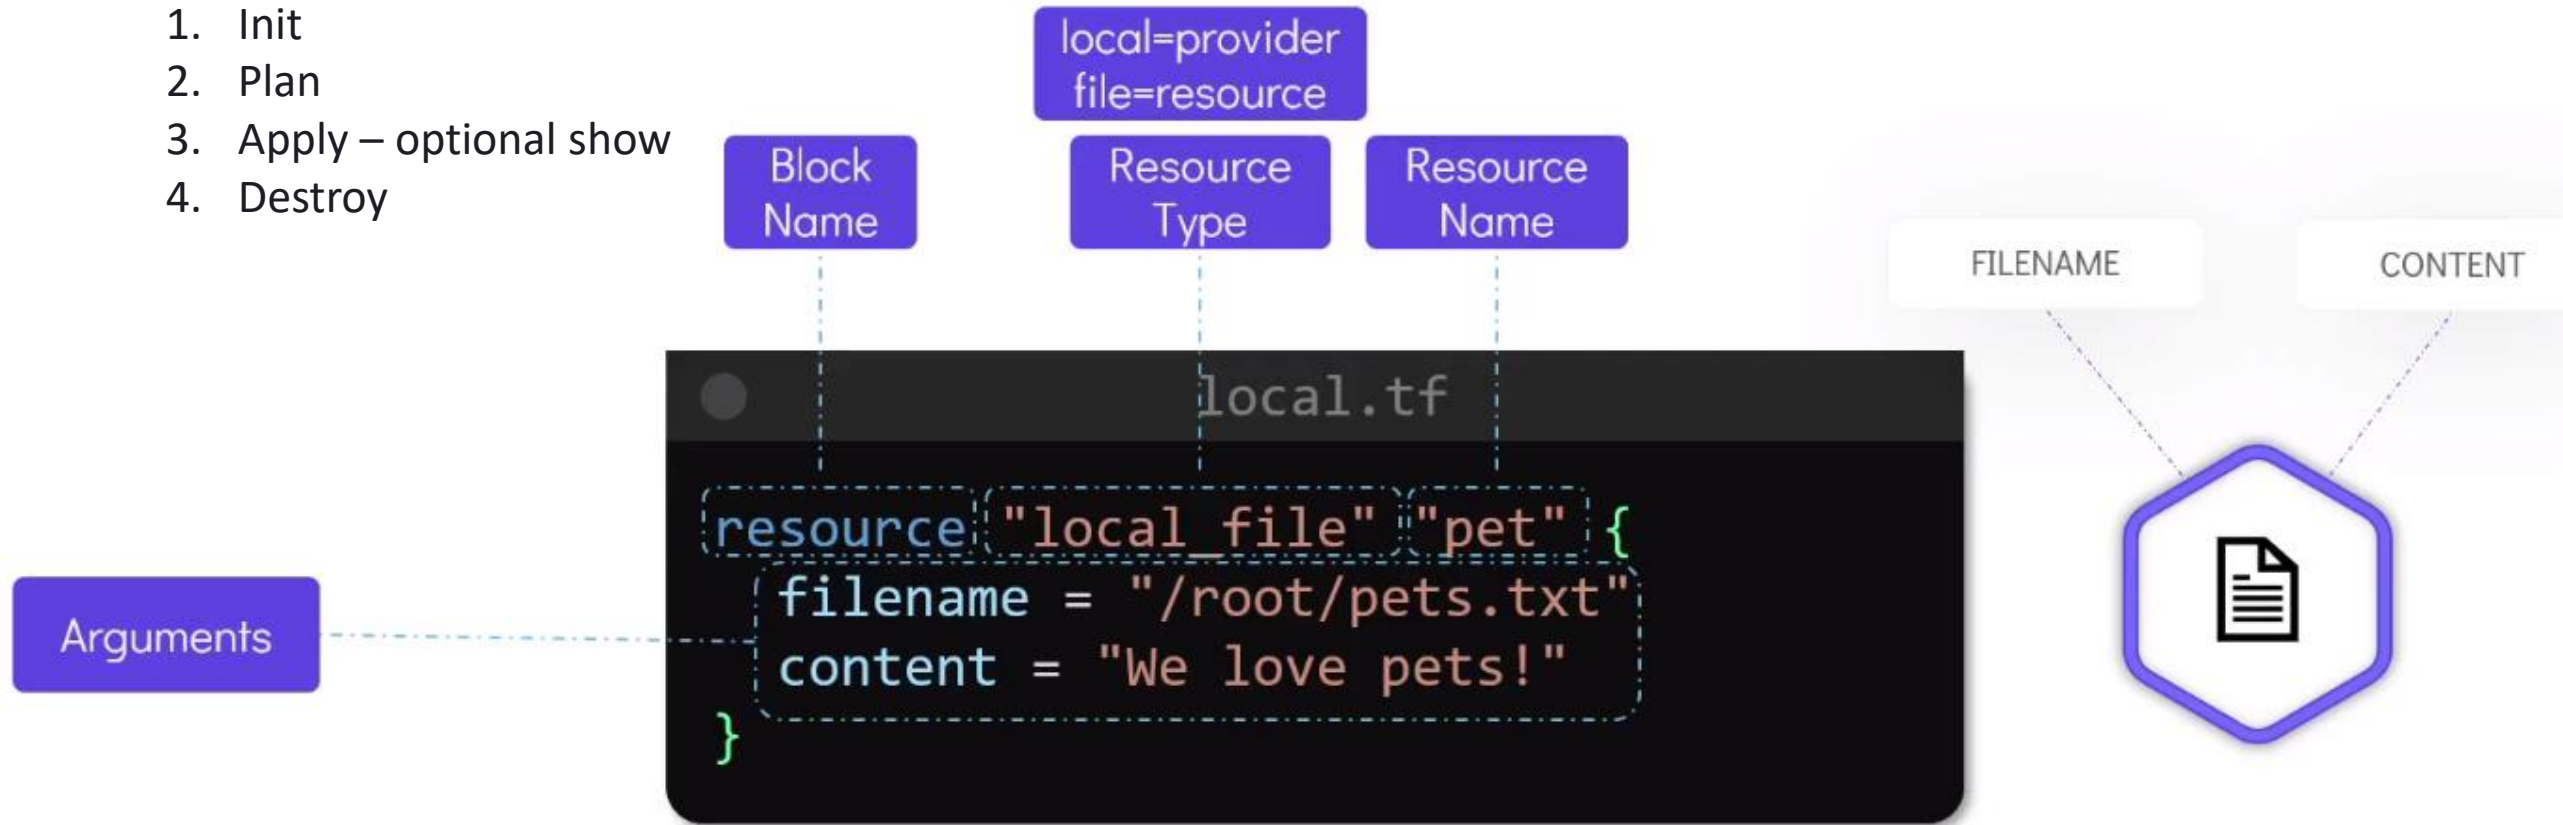 1. Init
2. Plan
3. Apply – optional show
4. Destroy
local=provider
file=resource
Block
Name
Resource
Type
Resource
Name
FILENAME
CONTENT
local.tf
resource "local_file" "pet" {
filename = "/root/pets.txt"
content = "We love pets!"
}
Arguments